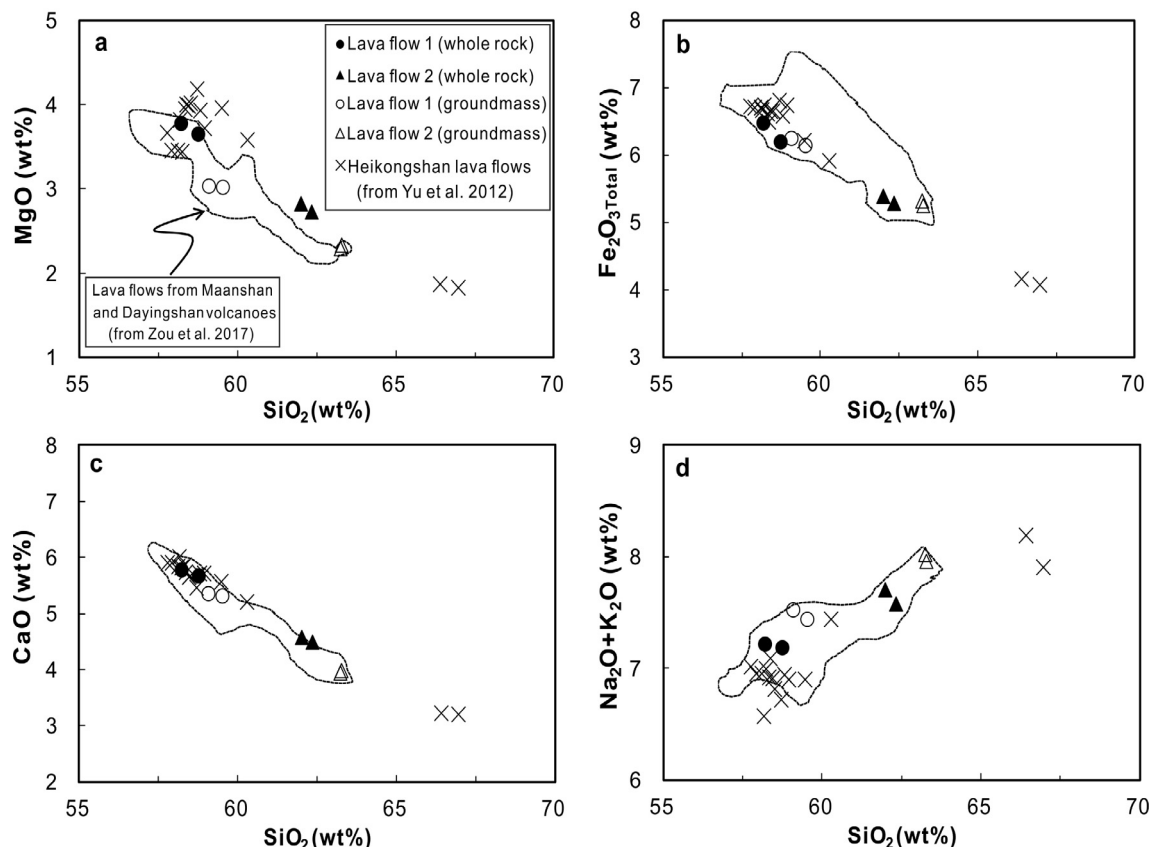 a
5
4
3
2
1
MgO (wt%)
55
60
65
70
SiO2 (wt%)
Lava flow 1 (whole rock)
Lava flow 2 (whole rock)
Lava flow 1 (groundmass)
Lava flow 2 (groundmass)
Heikongshan lava flows
(from Yu et al. 2012)
Lava flows from Maanshan
and Dayingshan volcanoes
(from Zou et al. 2017)
b
8
7
6
5
4
3
Fe2O3Total (wt%)
55
60
65
70
SiO2 (wt%)
c
8
7
6
5
4
3
2
CaO (wt%)
55
60
65
70
SiO2 (wt%)
d
9
8
7
6
Na2O+K2O (wt%)
55
60
65
70
SiO2 (wt%)